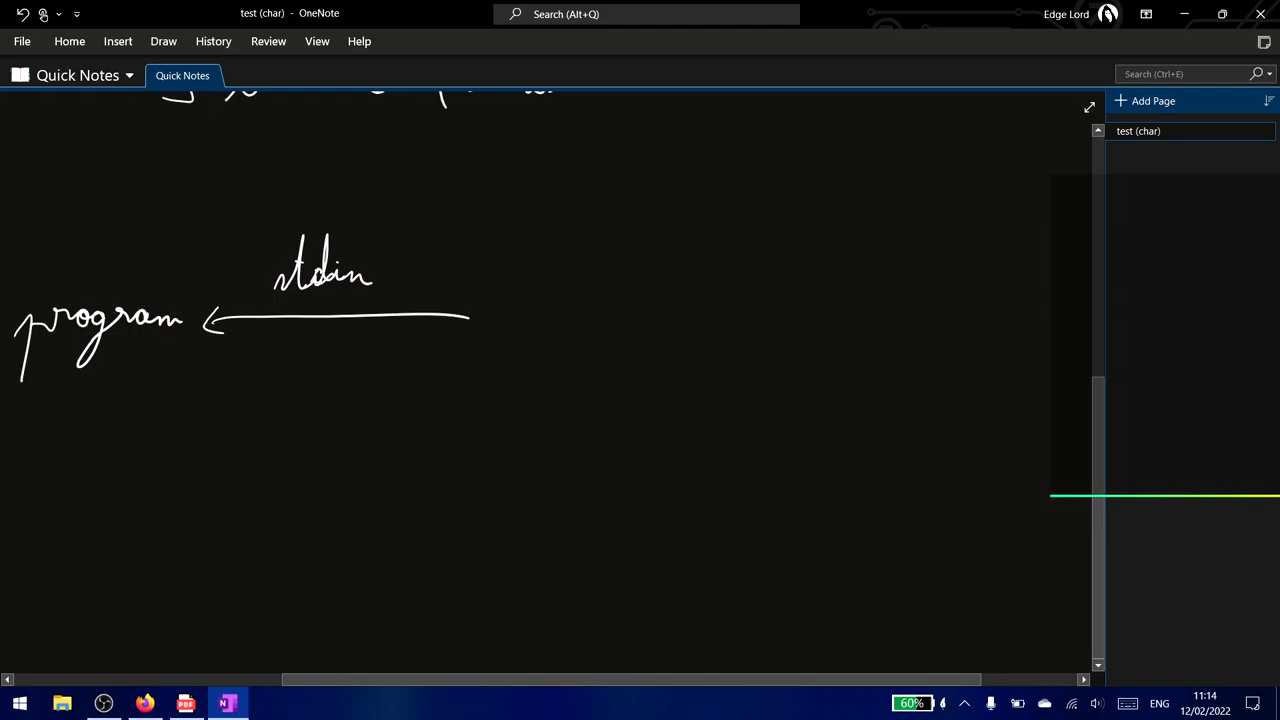 test (char) - OneNote
Search (Alt+Q)
Edge Lord
File Home Insert Draw History Review View Help
Quick Notes
Quick Notes
Search (Ctrl+E)
Add Page
test (char)
stdin
program
60%
ENG
11:14
12/02/2022